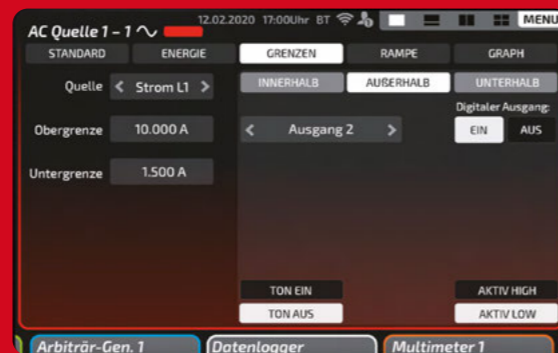 AC Quelle 1 – 1
12.02.2020 17:00Uhr BT
MENU
STANDARD ENERGIE GRENZEN RAMPE GRAPH
Quelle < Strom L1 >
INNERHALB AUßERHALB UNTERHALB
Digitaler Ausgang:
Obergrenze 10.000 A
< Ausgang 2 >
EIN AUS
Untergrenze 1.500 A
TON EIN AKTIV HIGH
TON AUS AKTIV LOW
Arbiträr-Gen. 1 Datenlogger Multimeter 1